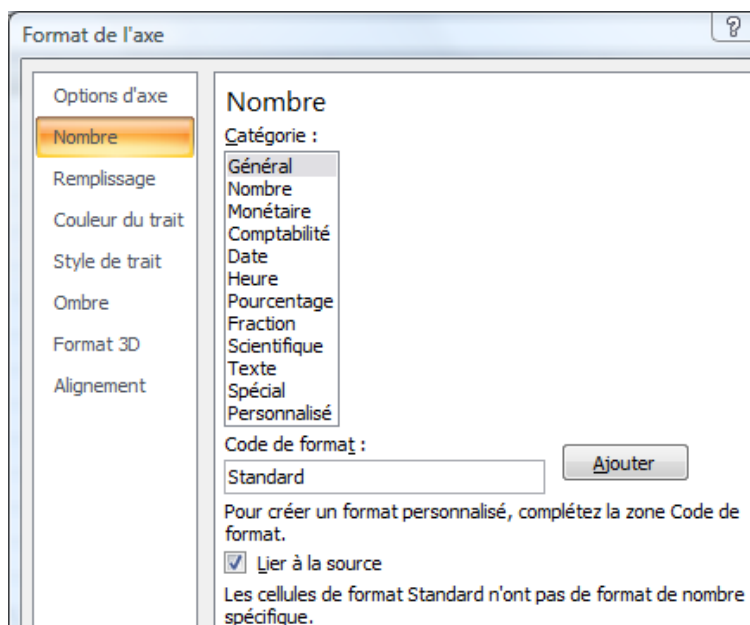 Format de l'axe
?
Options d'axe
Nombre
Remplissage
Couleur du trait
Style de trait
Ombre
Format 3D
Alignement
Nombre
Catégorie :
Général
Nombre
Monétaire
Comptabilité
Date
Heure
Pourcentage
Fraction
Scientifique
Texte
Spécial
Personnalisé
Code de format :
Standard
Ajouter
Pour créer un format personnalisé, complétez la zone Code de
format.
Lier à la source
Les cellules de format Standard n'ont pas de format de nombre
spécifique.